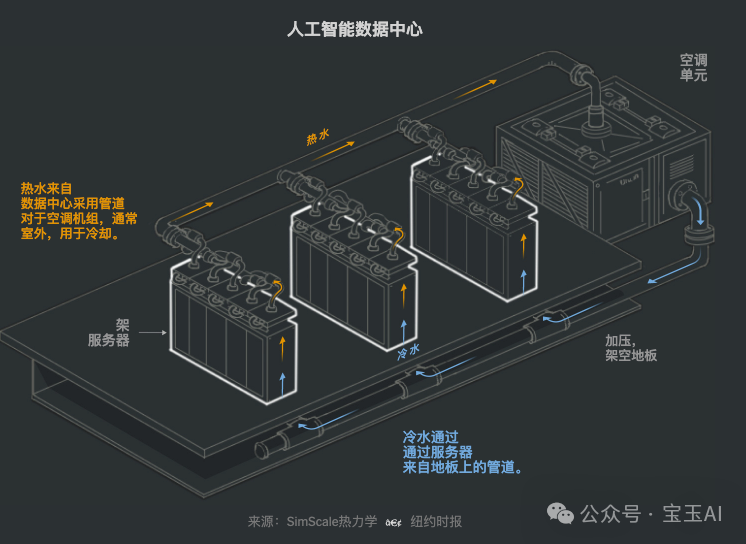 人工智能数据中心
空调
单元
热水
热水来自
数据中心采用管道
对于空调机组，通常
室外，用于冷却。
架
服务器
冷水
加压，
架空地板
冷水通过
通过服务器
来自地板上的管道。
来源：SimScale热力学 • 纽约时报
公众号 · 宝玉AI